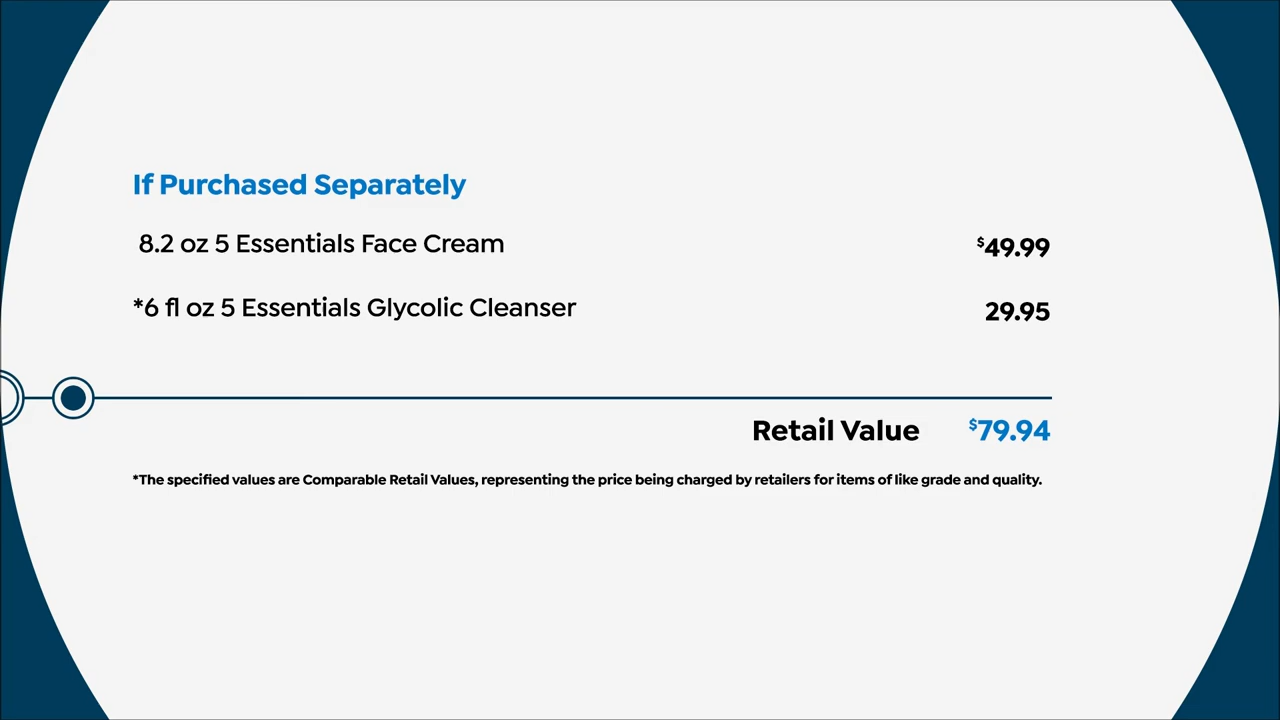 If Purchased Separately
8.2 oz 5 Essentials Face Cream $49.99
*6 fl oz 5 Essentials Glycolic Cleanser 29.95
Retail Value $79.94
*The specified values are Comparable Retail Values, representing the price being charged by retailers for items of like grade and quality.